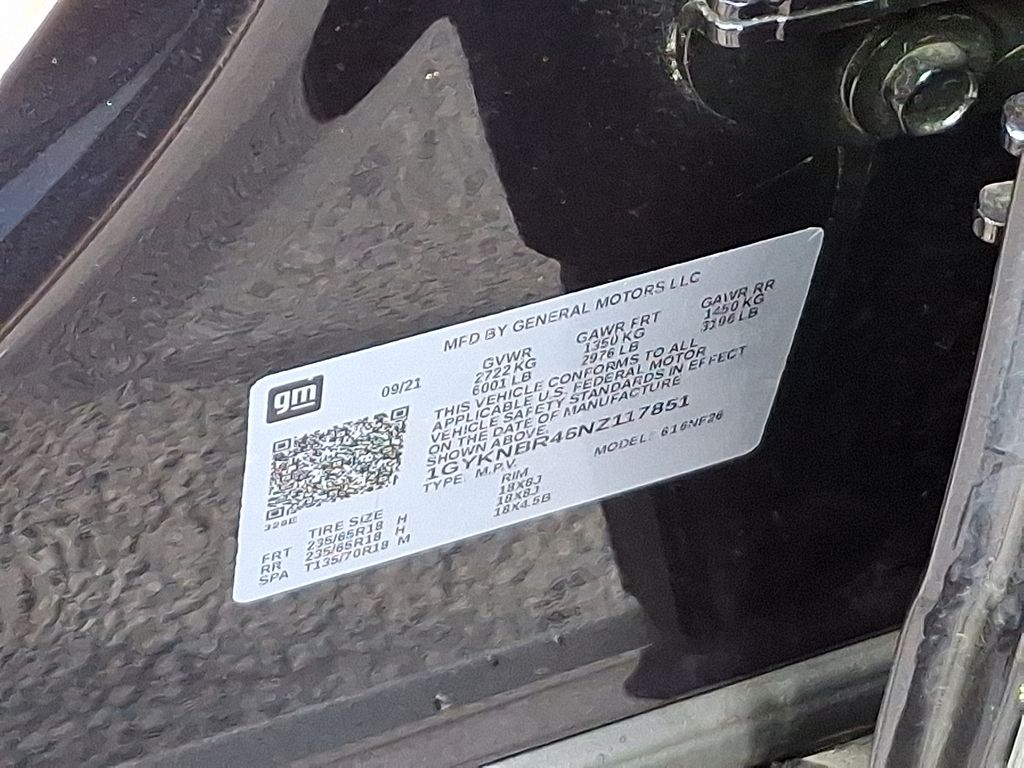 gm
09/21
MFD BY GENERAL MOTORS LLC
GVWR GAWR FRT GAWR RR
2722 KG 1350 KG 1450 KG
6001 LB 2976 LB 3196 LB
THIS VEHICLE CONFORMS TO ALL
APPLICABLE U.S. FEDERAL MOTOR
VEHICLE SAFETY STANDARDS IN EFFECT
ON THE DATE OF MANUFACTURE
SHOWN ABOVE.
1GYKNBR46NZ117851
TYPE: M.P.V. MODEL: 616NF26
TIRE SIZE RIM
FRT 235/65R18 H 18X8J
RR 235/65R18 H 18X8J
SPA T135/70R18 M 18X4.5B